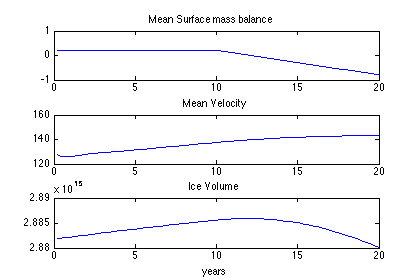 Mean Surface mass balance
1
0
-1
0 5 10 15 20
Mean Velocity
160
140
120
0 5 10 15 20
x 10 15
Ice Volume
2.89
2.885
2.88
0 5 10 15 20
years